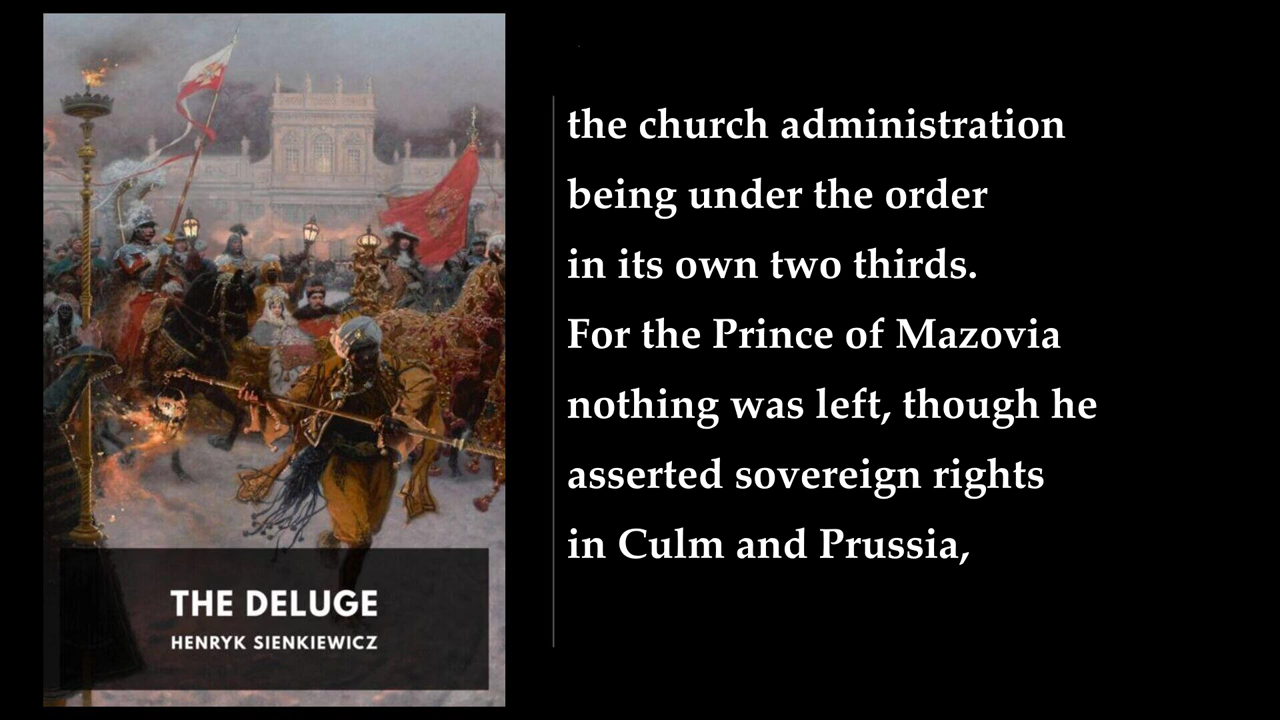 the church administration
being under the order
in its own two thirds.
For the Prince of Mazovia
nothing was left, though he
asserted sovereign rights
in Culm and Prussia,
THE DELUGE
HENRYK SIENKIEWICZ